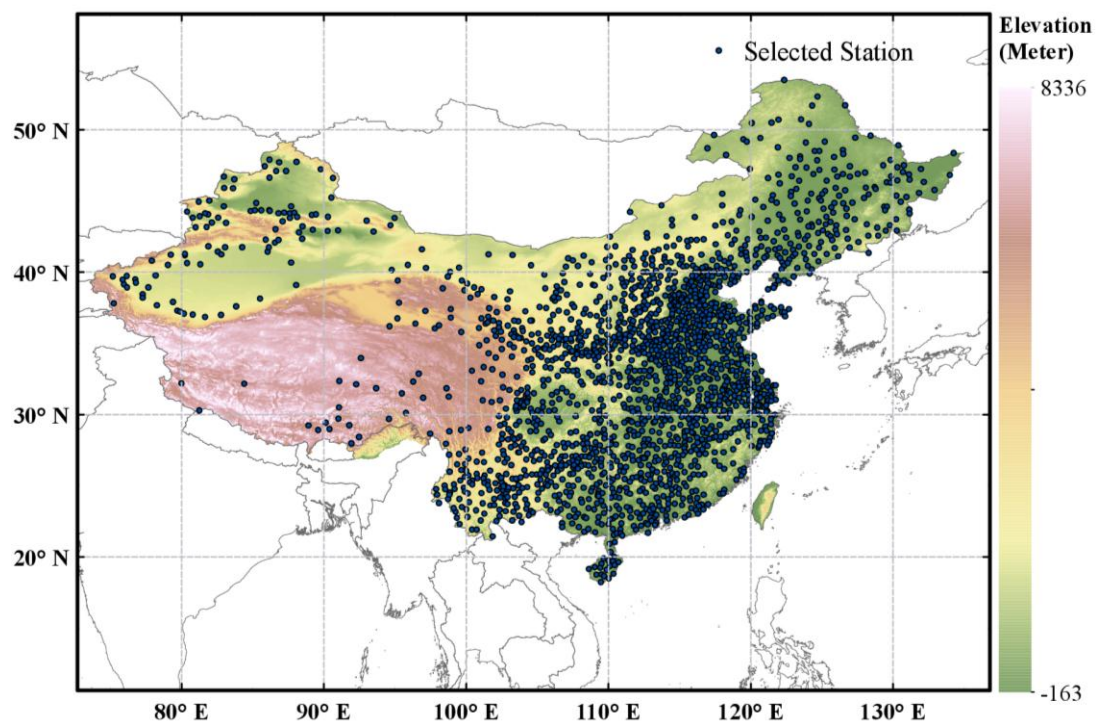 Elevation
(Meter)
Selected Station
8336
50° N
40° N
30° N
20° N
-163
80° E
90° E
100° E
110° E
120° E
130° E